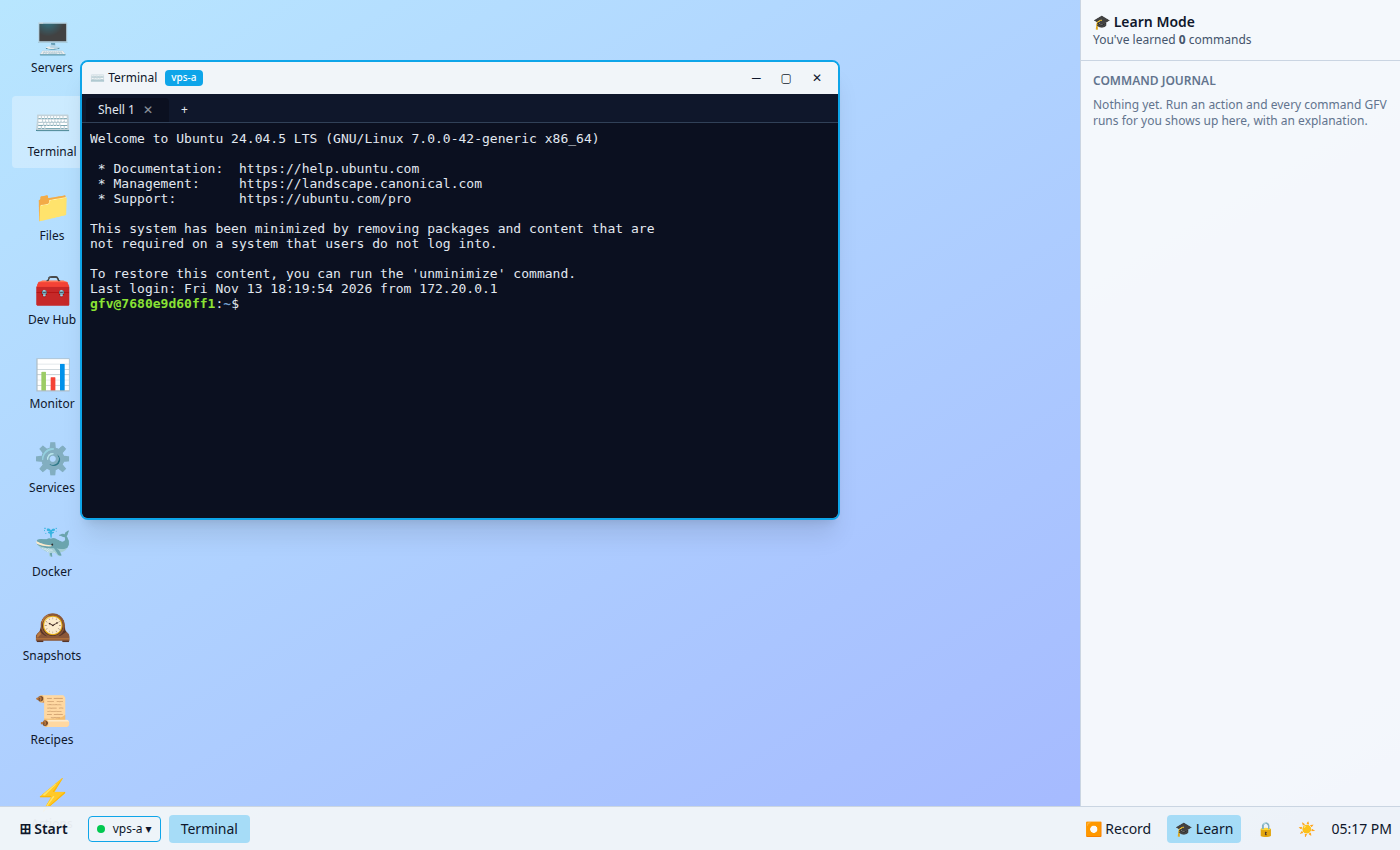 Servers
Terminal
Files
Dev Hub
Monitor
Services
Docker
Snapshots
Recipes
Terminal vps-a
Shell 1 ✕ +
Welcome to Ubuntu 24.04.5 LTS (GNU/Linux 7.0.0-42-generic x86_64)
* Documentation: https://help.ubuntu.com
* Management: https://landscape.canonical.com
* Support: https://ubuntu.com/pro
This system has been minimized by removing packages and content that are
not required on a system that users do not log into.
To restore this content, you can run the 'unminimize' command.
Last login: Fri Nov 13 18:19:54 2026 from 172.20.0.1
gfv@7680e9d60ff1:~$
Learn Mode
You've learned 0 commands
COMMAND JOURNAL
Nothing yet. Run an action and every command GFV
runs for you shows up here, with an explanation.
Start vps-a ▾ Terminal Record Learn 05:17 PM